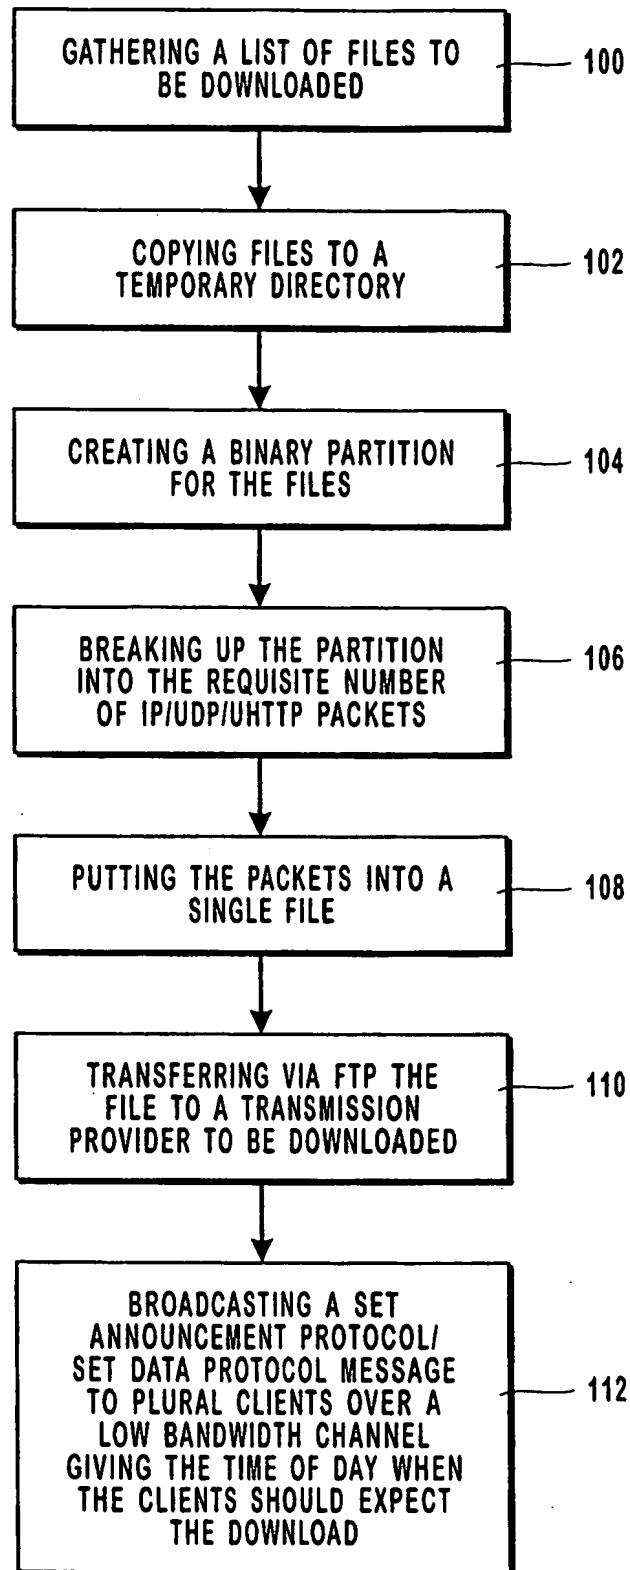 GATHERING A LIST OF FILES TO
BE DOWNLOADED
100
COPYING FILES TO A
TEMPORARY DIRECTORY
102
CREATING A BINARY PARTITION
FOR THE FILES
104
BREAKING UP THE PARTITION
INTO THE REQUISITE NUMBER
OF IP/UDP/UHTTP PACKETS
106
PUTTING THE PACKETS INTO A
SINGLE FILE
108
TRANSFERRING VIA FTP THE
FILE TO A TRANSMISSION
PROVIDER TO BE DOWNLOADED
110
BROADCASTING A SET
ANNOUNCEMENT PROTOCOL/
SET DATA PROTOCOL MESSAGE
TO PLURAL CLIENTS OVER A
LOW BANDWIDTH CHANNEL
GIVING THE TIME OF DAY WHEN
THE CLIENTS SHOULD EXPECT
THE DOWNLOAD
112